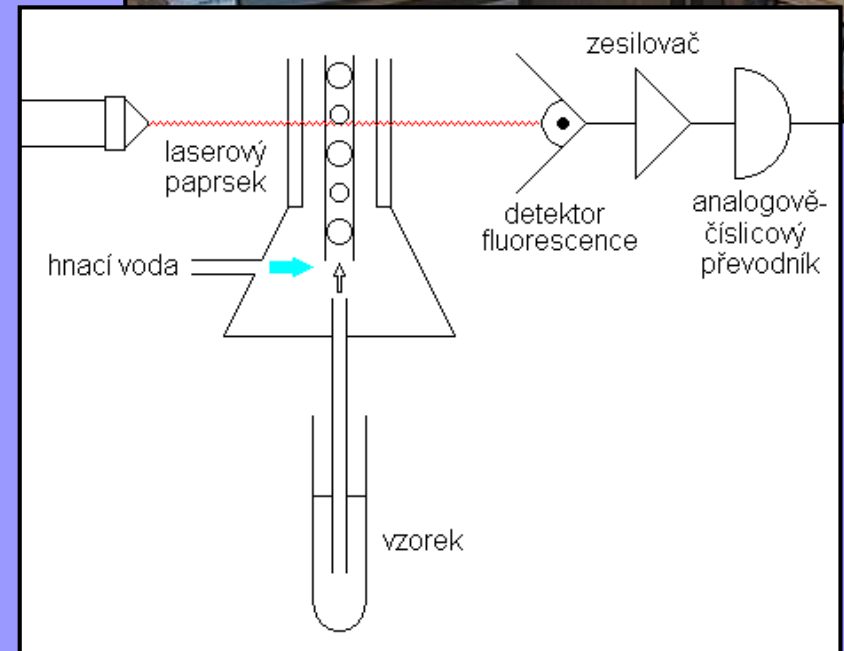 zesilovač
laserový
paprsek
detektor
fluorescence
analogově-
číslicový
převodník
hnací voda
vzorek